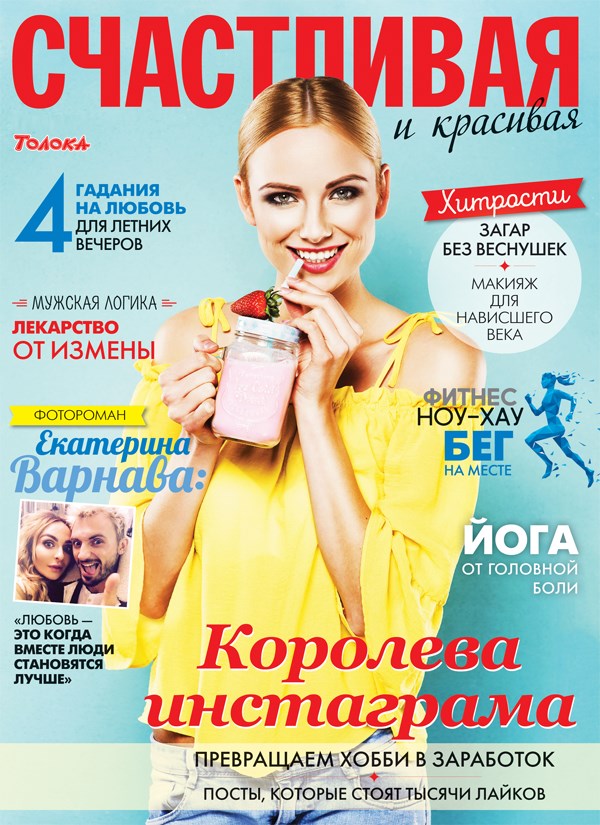 СЧАСТЛИВАЯ
и красивая
Толока
4 ГАДАНИЯ
НА ЛЮБОВЬ
ДЛЯ ЛЕТНИХ
ВЕЧЕРОВ
Хитрости
ЗАГАР
БЕЗ ВЕСНУШЕК
МАКИЯЖ
ДЛЯ
НАВИСШЕГО
ВЕКА
МУЖСКАЯ ЛОГИКА
ЛЕКАРСТВО
ОТ ИЗМЕНЫ
ФИТНЕС
НОУ-ХАУ
БЕГ
НА МЕСТЕ
ФОТОРОМАН
Екатерина
Варнава:
«ЛЮБОВЬ —
ЭТО КОГДА
ВМЕСТЕ ЛЮДИ
СТАНОВЯТСЯ
ЛУЧШЕ»
ЙОГА
ОТ ГОЛОВНОЙ
БОЛИ
Королева
инстаграма
ПРЕВРАЩАЕМ ХОББИ В ЗАРАБОТОК
ПОСТЫ, КОТОРЫЕ СТОЯТ ТЫСЯЧИ ЛАЙКОВ